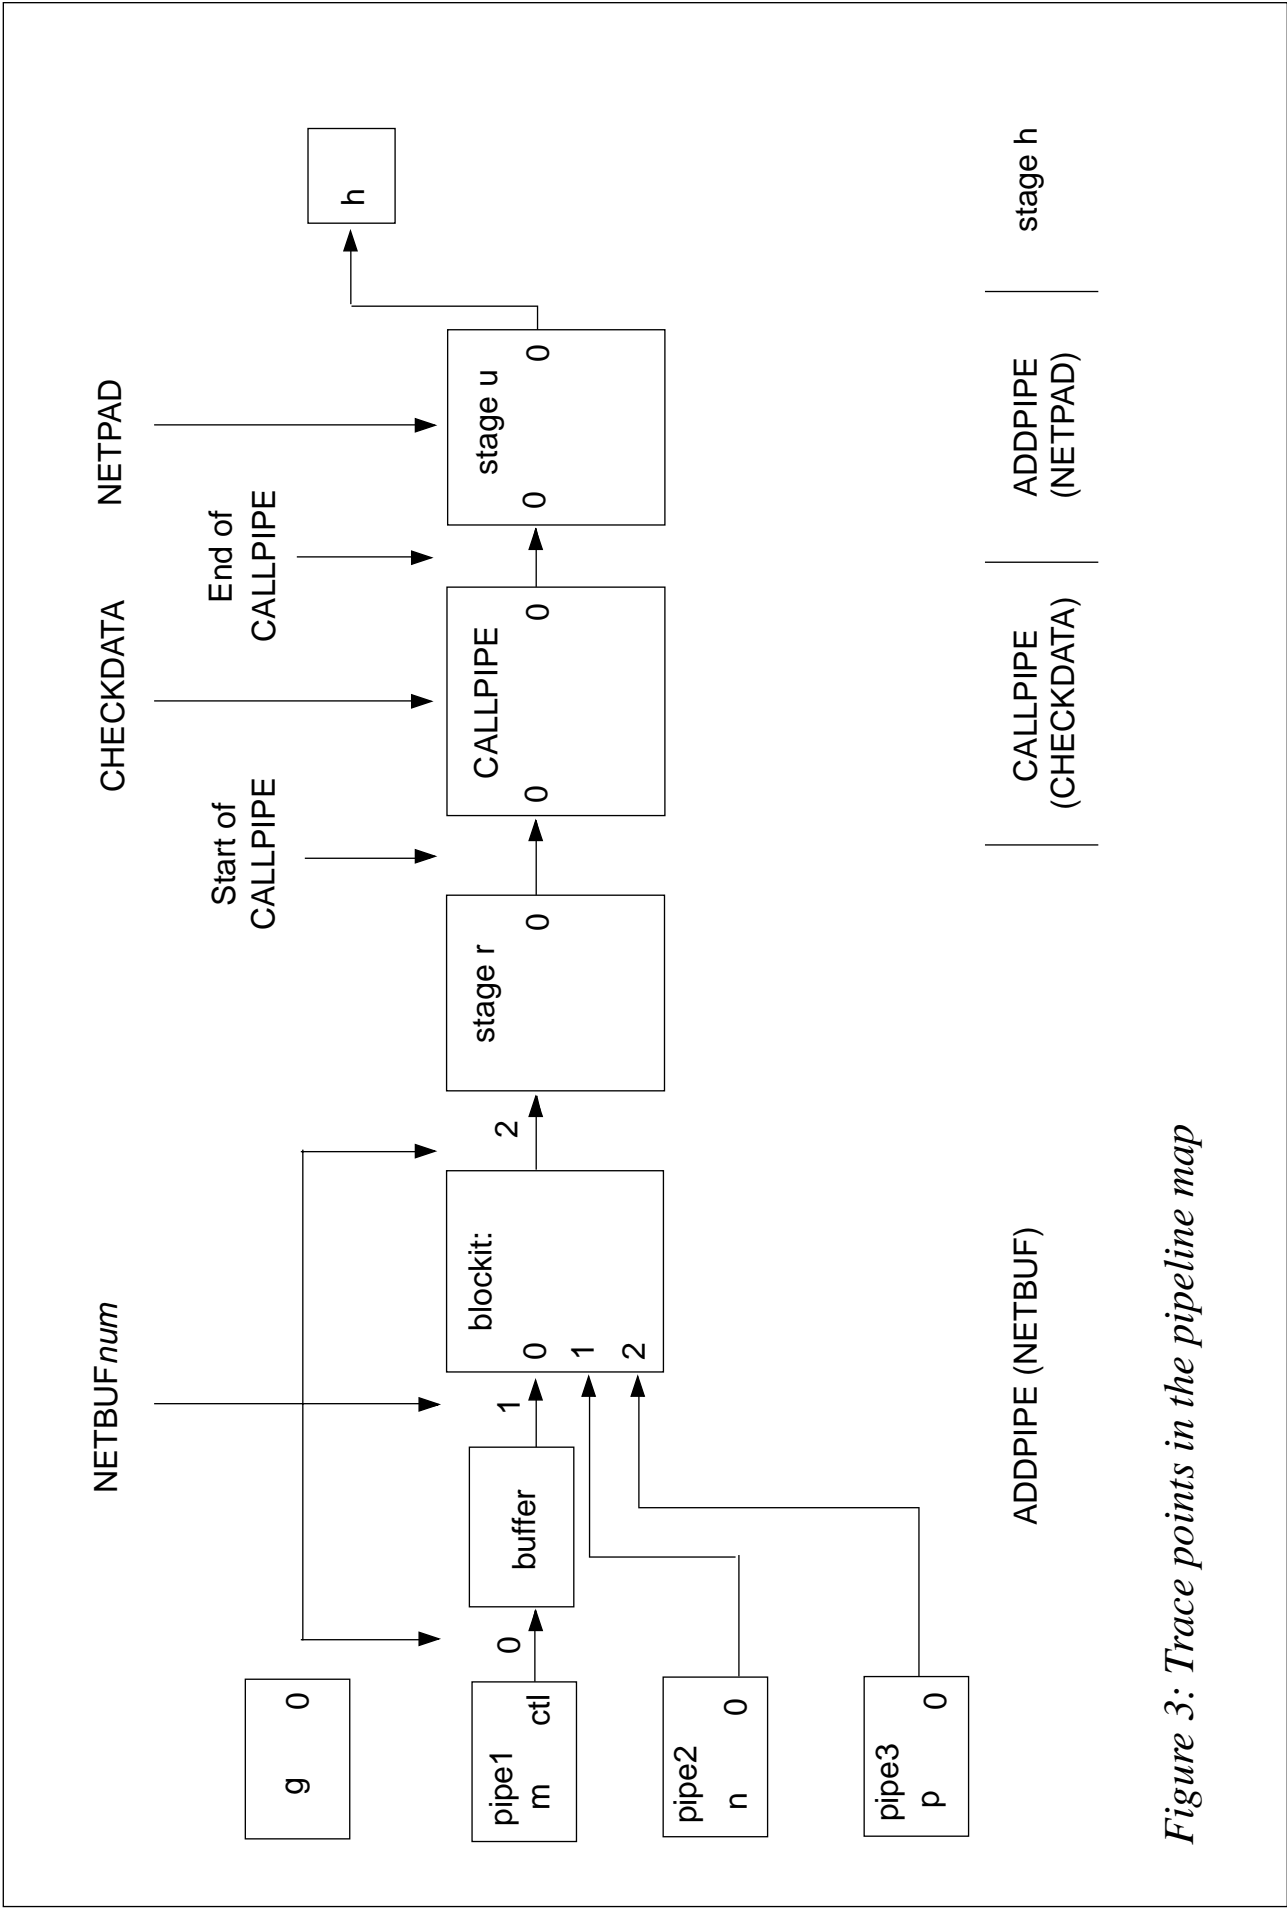 NETBUFnum
CHECKDATA
NETPAD
Start of
CALLPIPE
End of
CALLPIPE
g 0
h
pipe1
m ctl
0
buffer
1
blockit:
0
1
2
2
stage r
0
CALLPIPE
0 0
stage u
0 0
pipe2
n 0
pipe3
p 0
ADDPIPE (NETBUF)
CALLPIPE
(CHECKDATA)
ADDPIPE
(NETPAD)
stage h
Figure 3: Trace points in the pipeline map